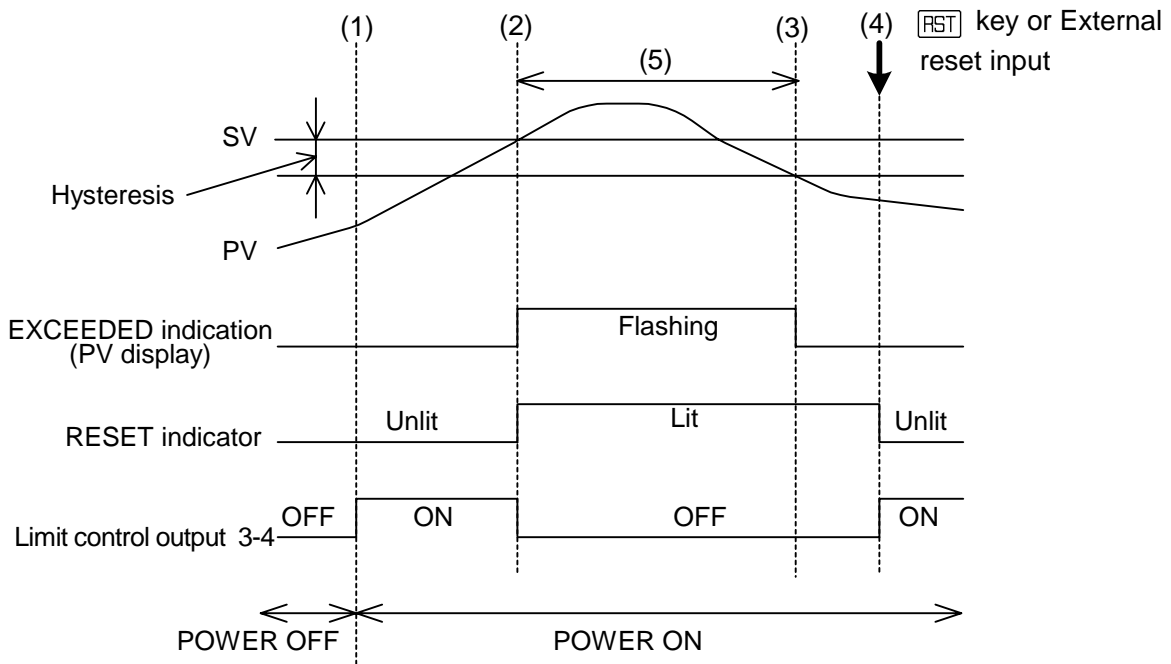 (1)
(2)
(3)
(4)
RST key or External
reset input
(5)
SV
Hysteresis
PV
EXCEEDED indication
(PV display)
Flashing
RESET indicator
Unlit
Lit
Unlit
Limit control output 3-4
OFF
ON
OFF
ON
POWER OFF
POWER ON